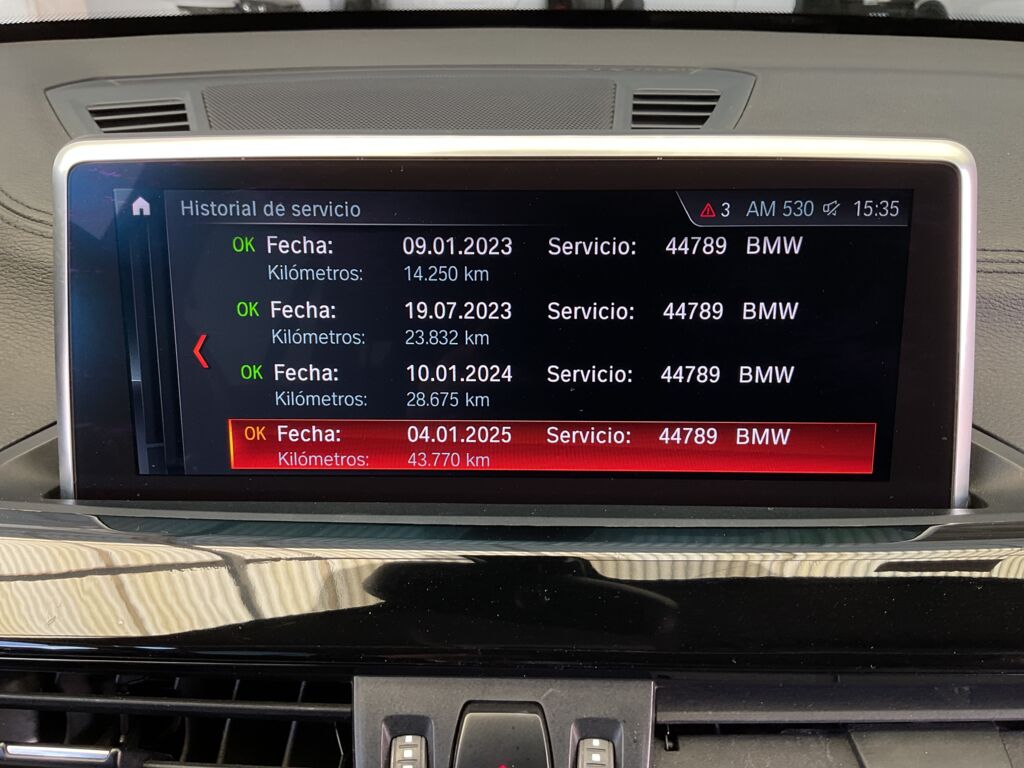 Historial de servicio 3 AM 530 15:35
OK Fecha: 09.01.2023 Servicio: 44789 BMW
Kilómetros: 14.250 km
OK Fecha: 19.07.2023 Servicio: 44789 BMW
Kilómetros: 23.832 km
OK Fecha: 10.01.2024 Servicio: 44789 BMW
Kilómetros: 28.675 km
OK Fecha: 04.01.2025 Servicio: 44789 BMW
Kilómetros: 43.770 km